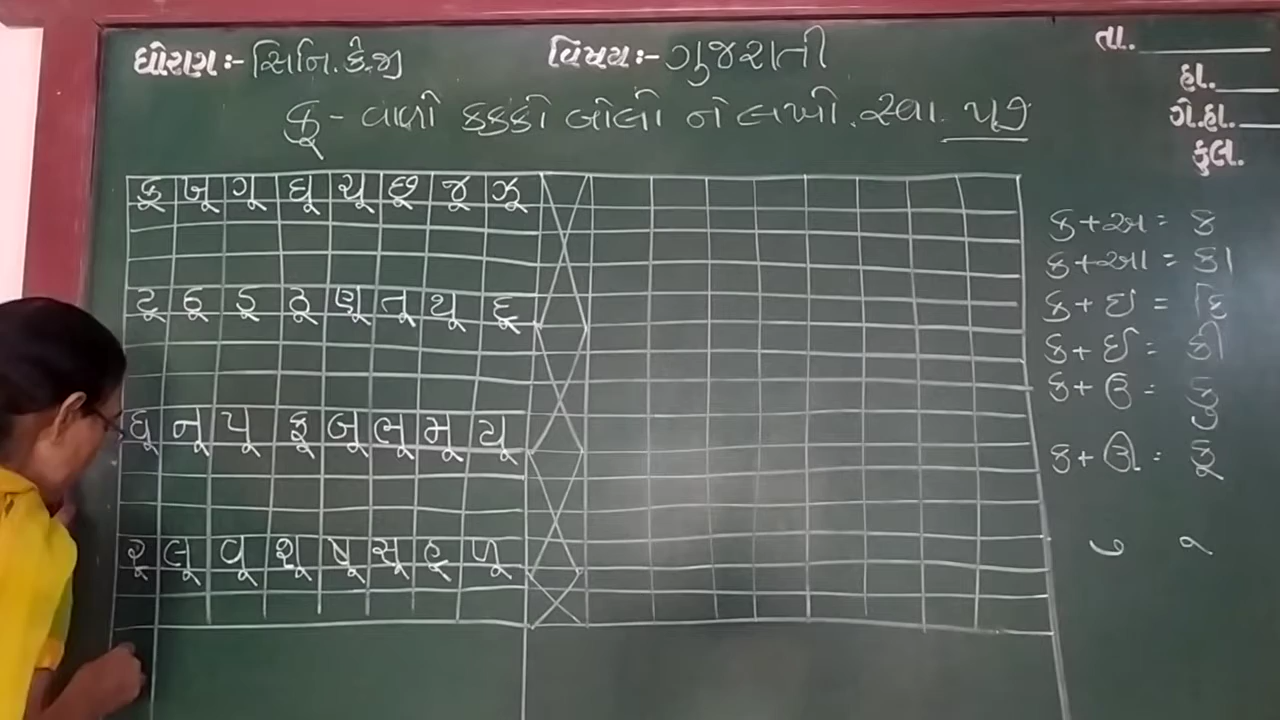 ધોરણ:- સિનિ. કે.જી વિષય:- ગુજરાતી
તા.
હા.
ગે.હા.
કુલ.
કૂ - વાળો કક્કો બોલો ને લખો. સ્વા.
કૂ ખૂ ગૂ ઘૂ ચૂ છૂ જૂ ઝૂ
ટૂ ઠૂ ડૂ ઢૂ ણૂ તૂ થૂ દૂ
ધૂ નૂ પૂ ફૂ બૂ ભૂ મૂ યૂ
રૂ લૂ વૂ શૂ ષૂ સૂ હૂ ળૂ
ક + અ = ક
ક + આ = કા
ક + ઇ = કિ
ક + ઈ = કી
ક + ઉ = કુ
ક + ઊ = કૂ
ુ ૂ